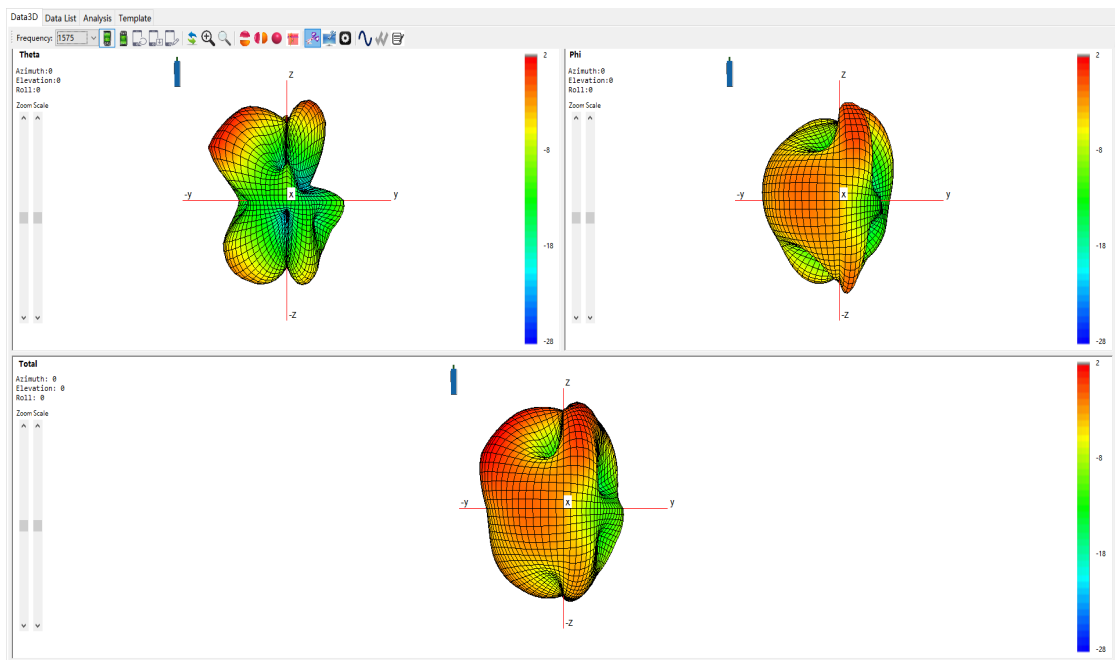 Data3D Data List Analysis Template
Frequency: 1575
Theta
Azimuth:0
Elevation:0
Roll:0
Zoom Scale
Z
-y
X
y
-Z
2
-8
-18
-28
Phi
Azimuth:0
Elevation:0
Roll:0
Zoom Scale
Z
-y
X
y
-Z
2
-8
-18
-28
Total
Azimuth: 0
Elevation: 0
Roll: 0
Zoom Scale
Z
-y
X
y
-Z
2
-8
-18
-28